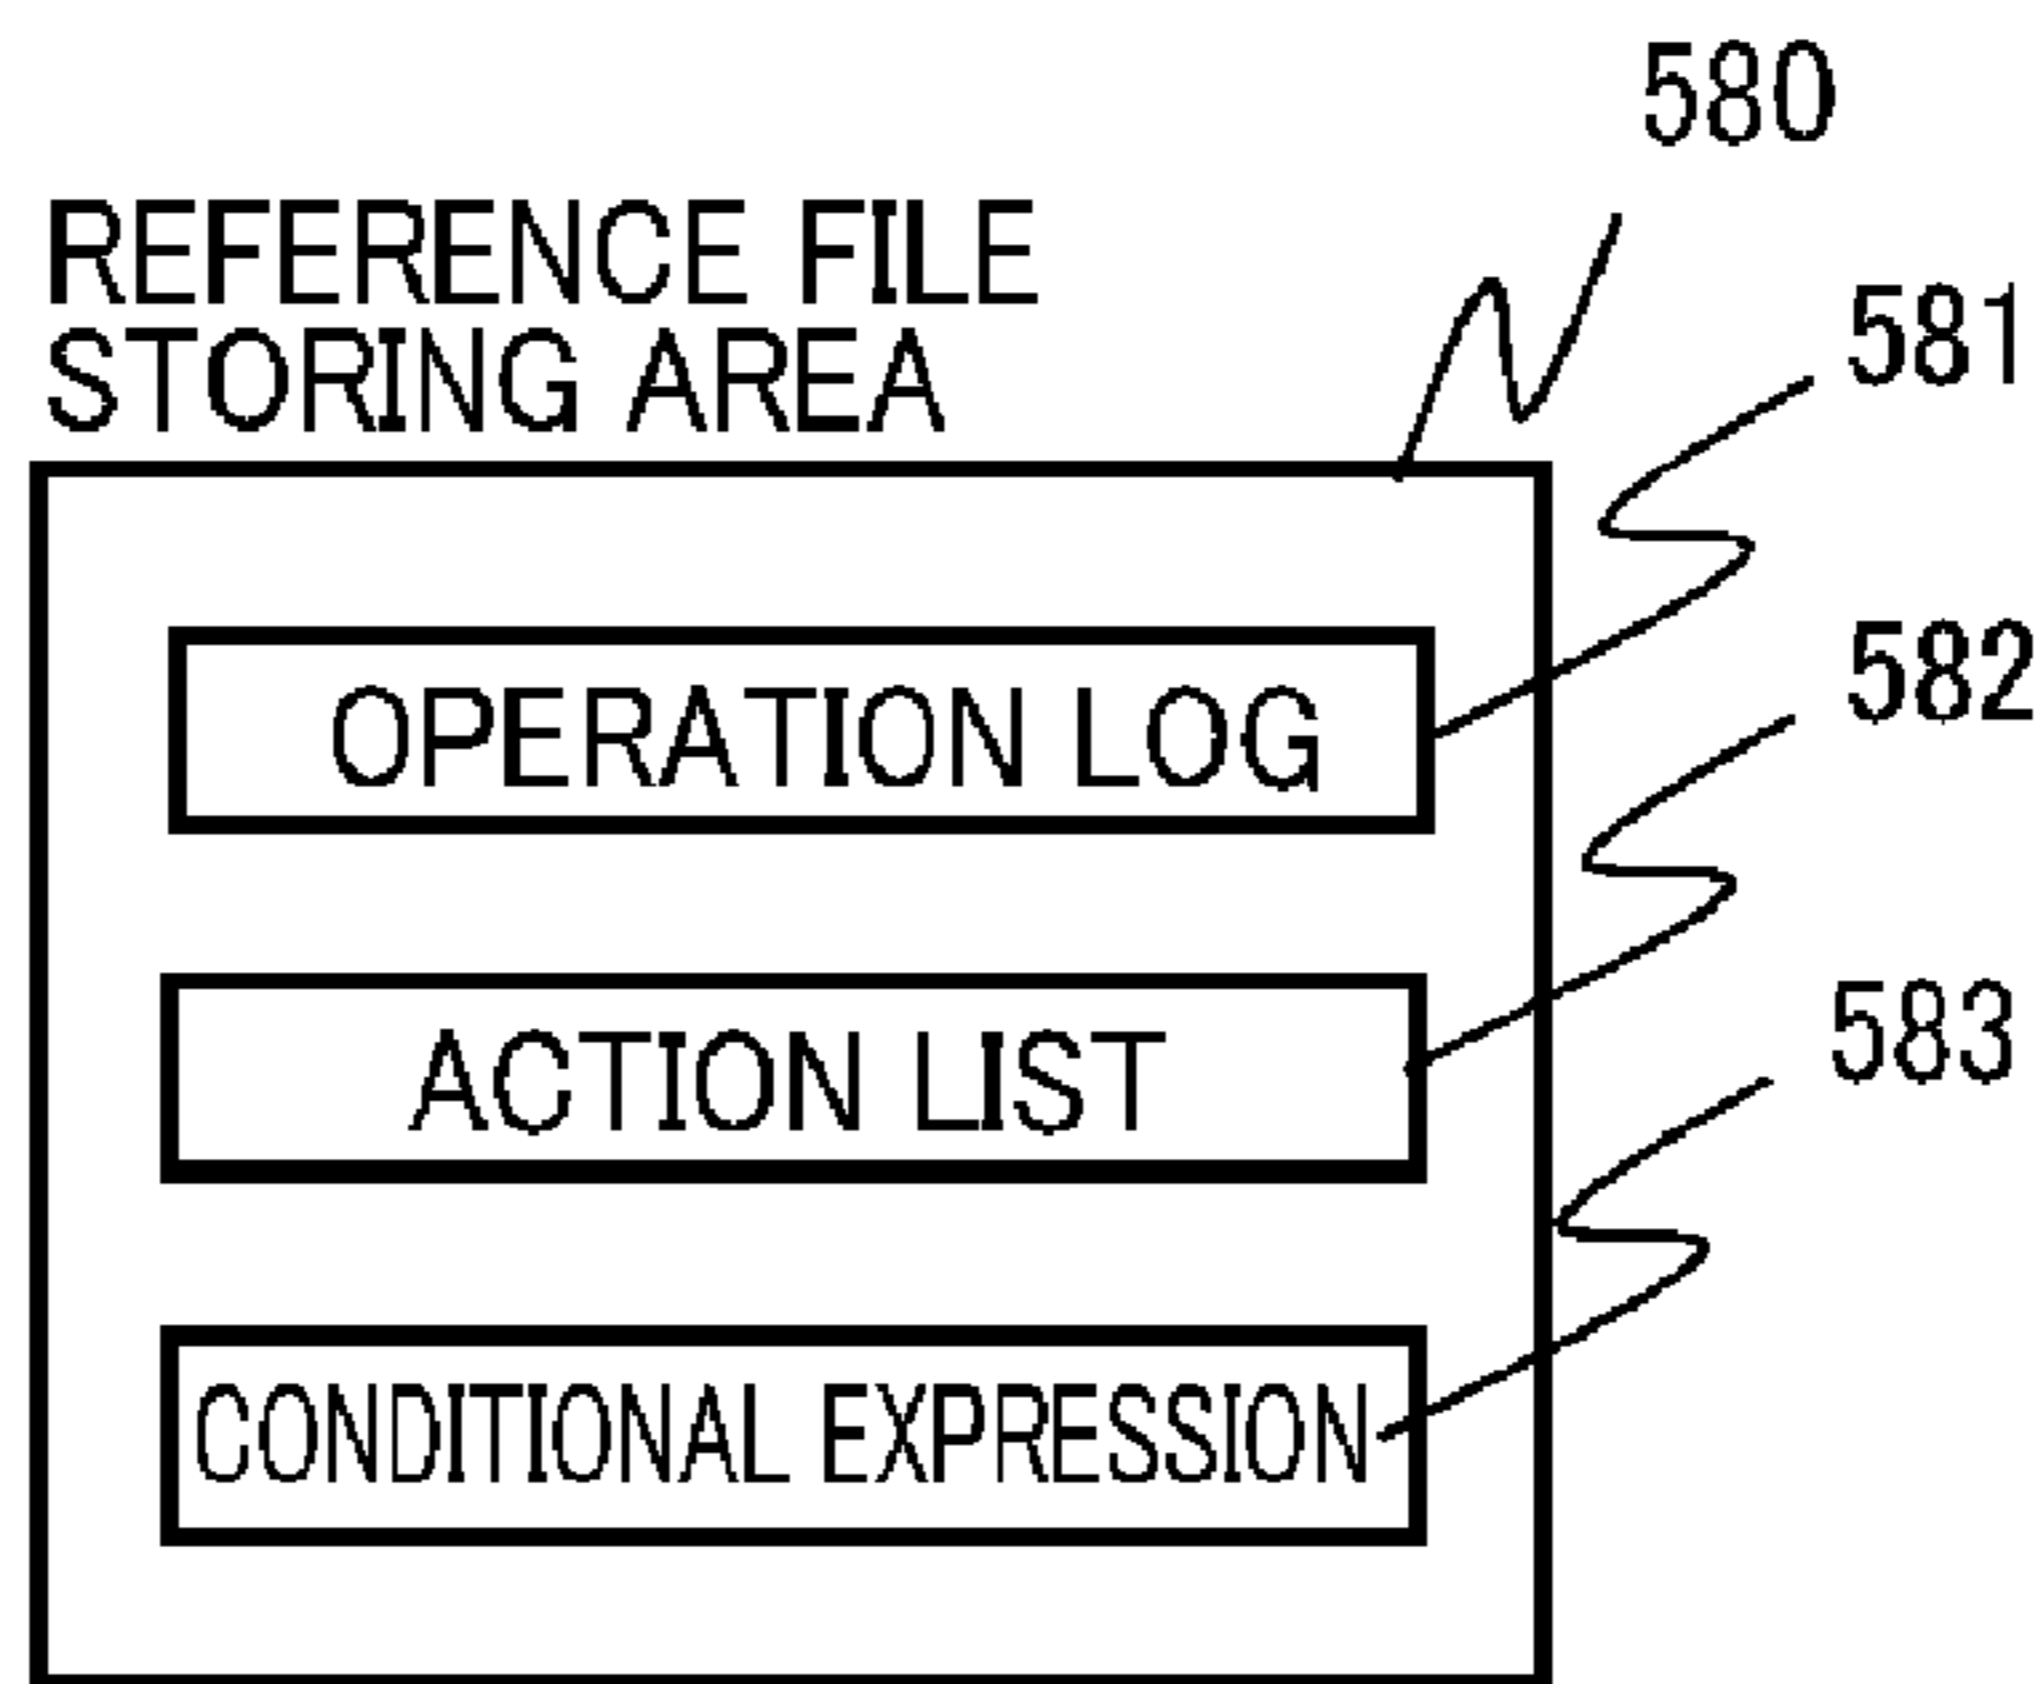 580
REFERENCE FILE
STORING AREA
581
OPERATION LOG
582
ACTION LIST
583
CONDITIONAL EXPRESSION